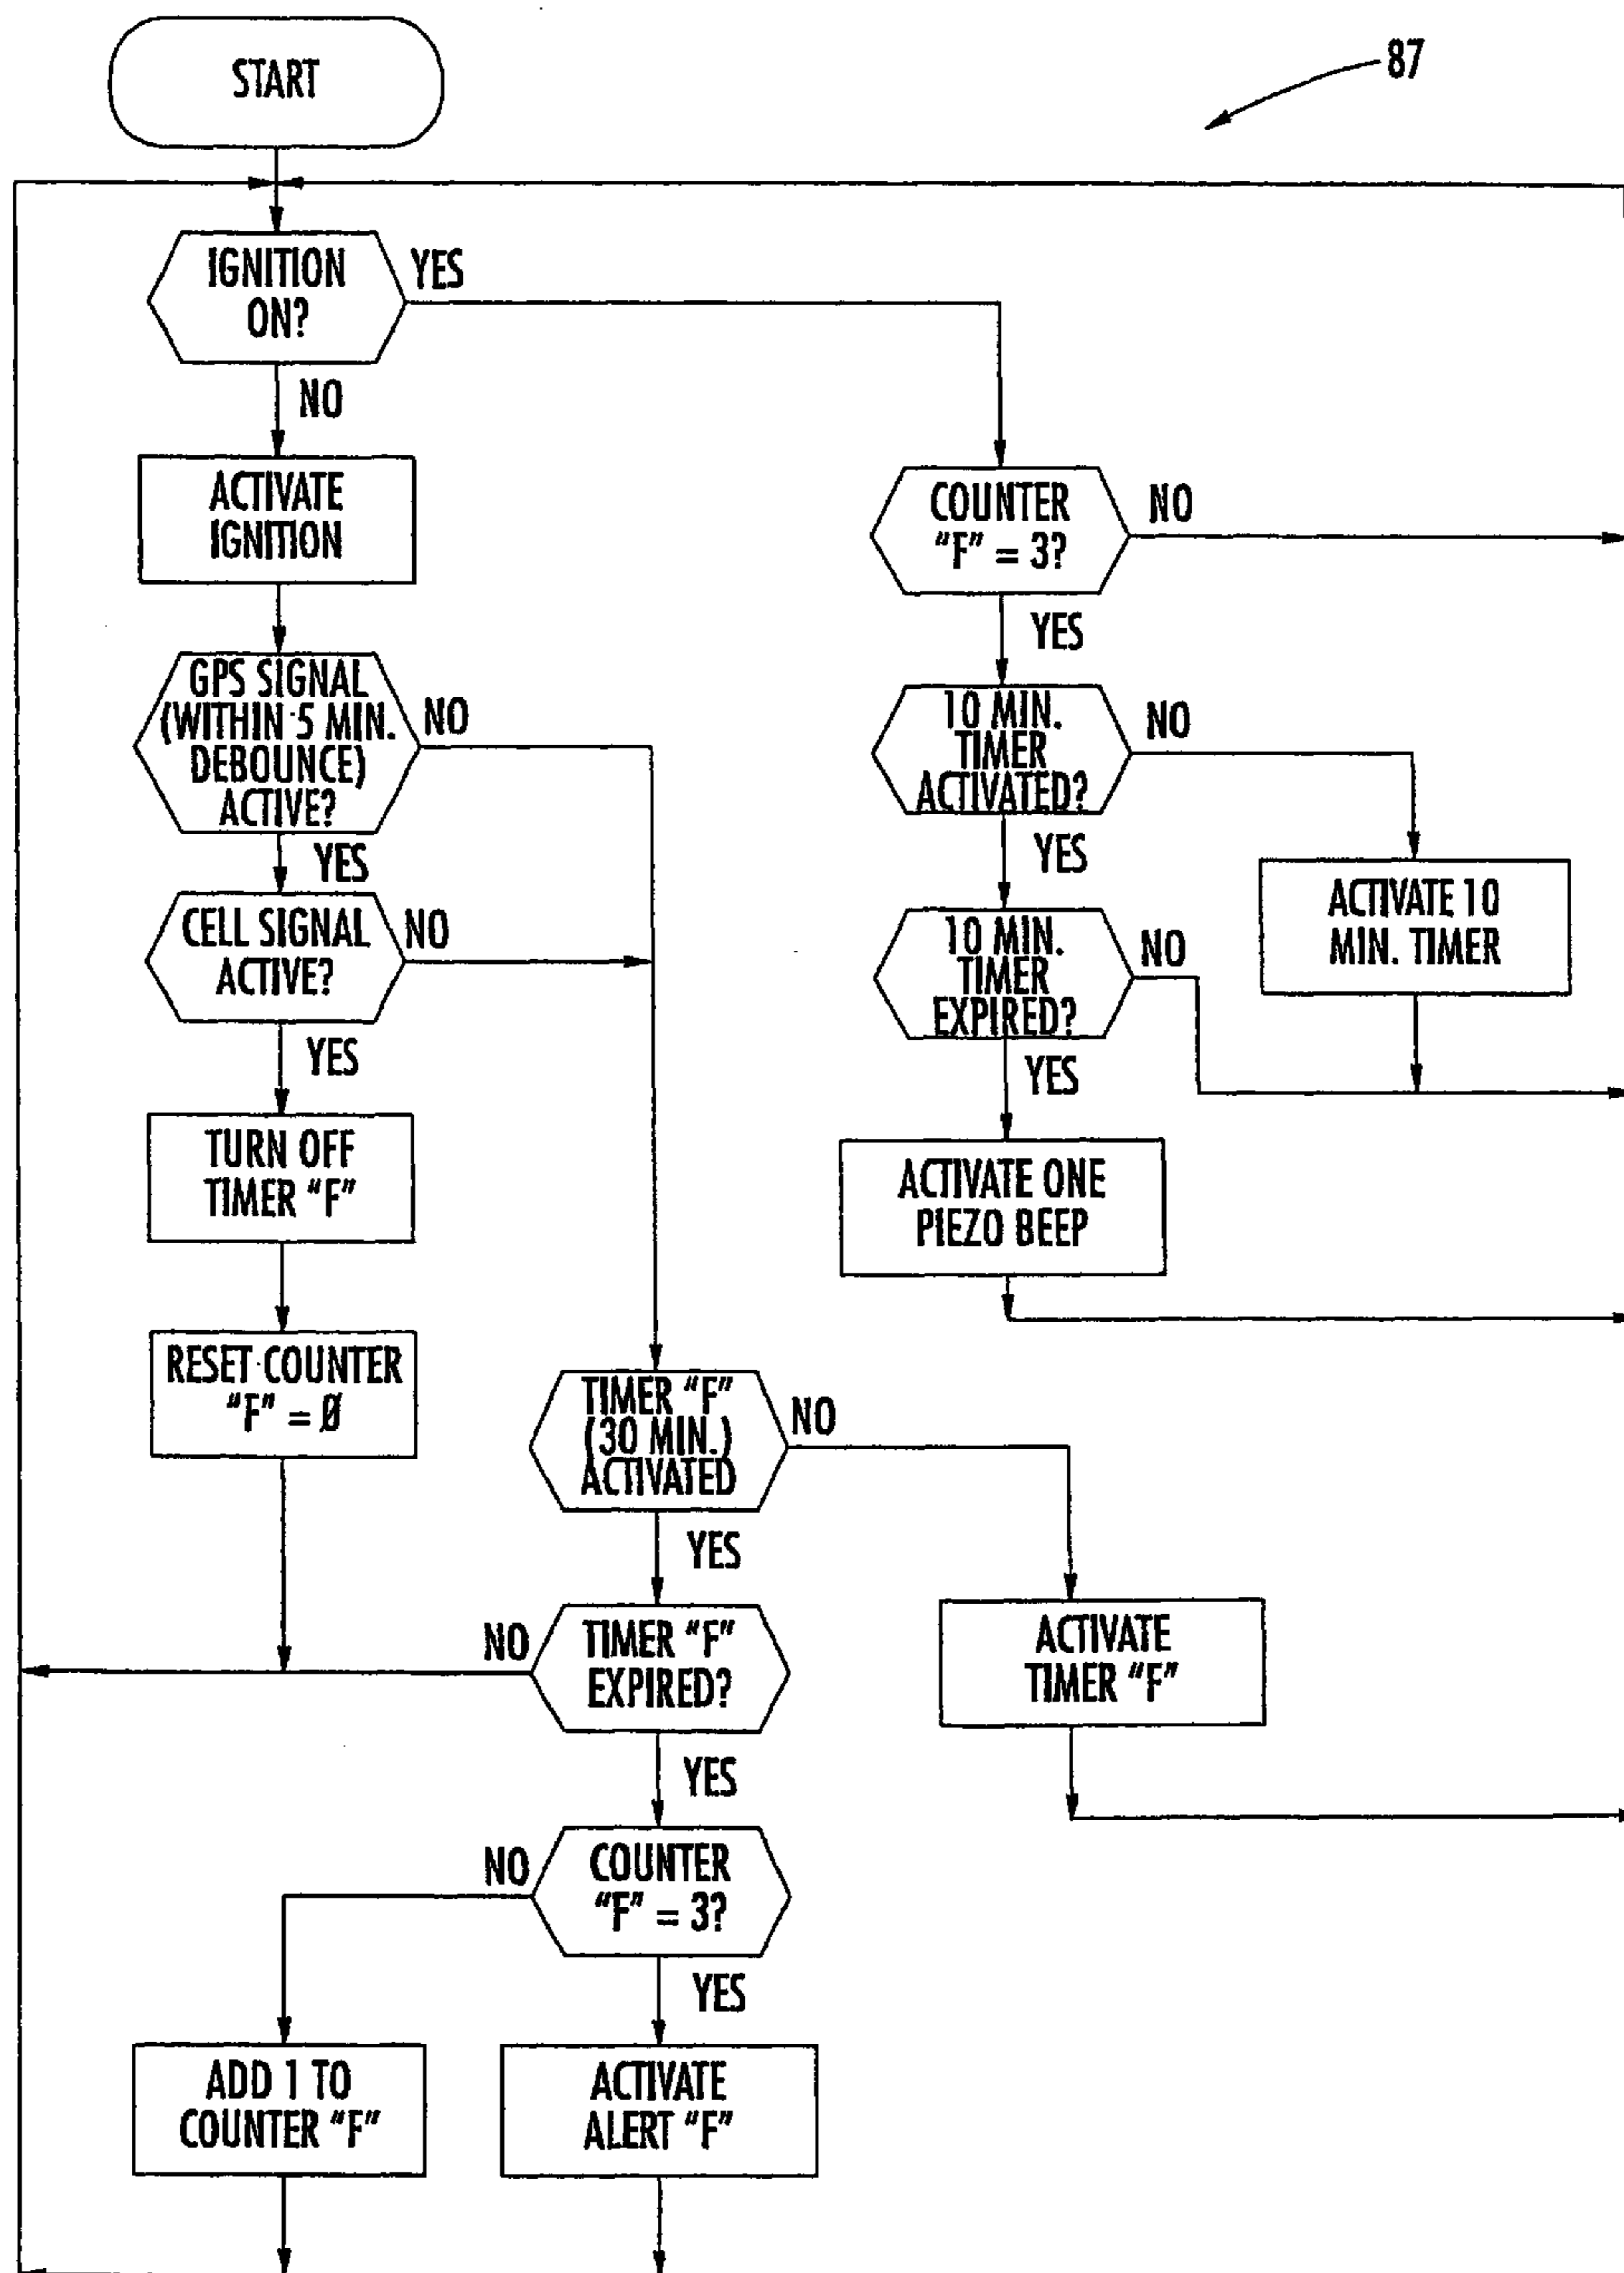 START
87
IGNITION
ON?
YES
NO
ACTIVATE
IGNITION
COUNTER
"F" = 3?
NO
YES
GPS SIGNAL
(WITHIN 5 MIN.
DEBOUNCE)
ACTIVE?
NO
YES
10 MIN.
TIMER
ACTIVATED?
NO
YES
ACTIVATE 10
MIN. TIMER
CELL SIGNAL
ACTIVE?
NO
YES
10 MIN.
TIMER
EXPIRED?
NO
YES
TURN OFF
TIMER "F"
ACTIVATE ONE
PIEZO BEEP
RESET COUNTER
"F" = Ø
TIMER "F"
(30 MIN.)
ACTIVATED
NO
YES
TIMER "F"
EXPIRED?
NO
YES
ACTIVATE
TIMER "F"
COUNTER
"F" = 3?
NO
YES
ADD 1 TO
COUNTER "F"
ACTIVATE
ALERT "F"